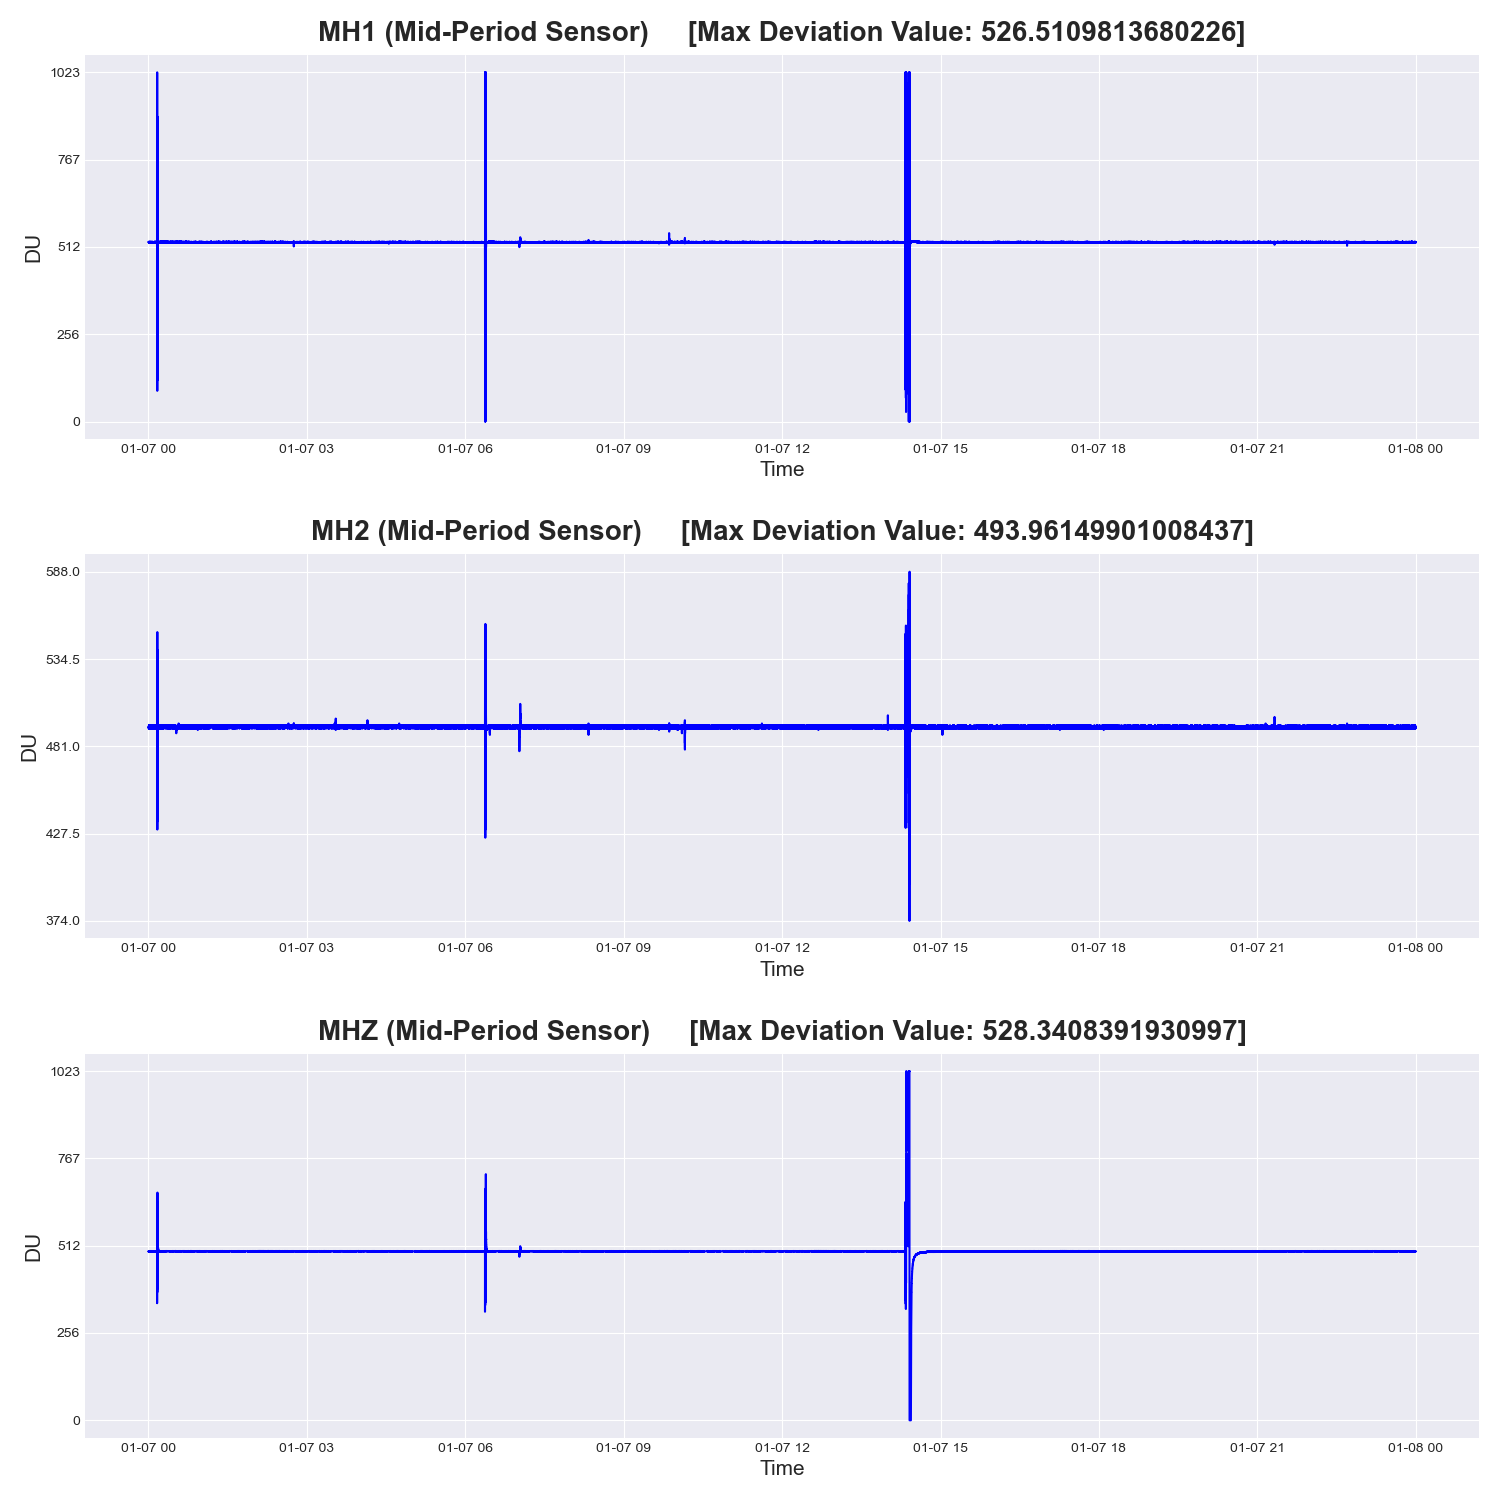 MH1 (Mid-Period Sensor) [Max Deviation Value: 526.5109813680226]
1023
767
512
256
0
DU
01-07 00 01-07 03 01-07 06 01-07 09 01-07 12 01-07 15 01-07 18 01-07 21 01-08 00
Time
MH2 (Mid-Period Sensor) [Max Deviation Value: 493.96149901008437]
588.0
534.5
481.0
427.5
374.0
DU
01-07 00 01-07 03 01-07 06 01-07 09 01-07 12 01-07 15 01-07 18 01-07 21 01-08 00
Time
MHZ (Mid-Period Sensor) [Max Deviation Value: 528.3408391930997]
1023
767
512
256
0
DU
01-07 00 01-07 03 01-07 06 01-07 09 01-07 12 01-07 15 01-07 18 01-07 21 01-08 00
Time